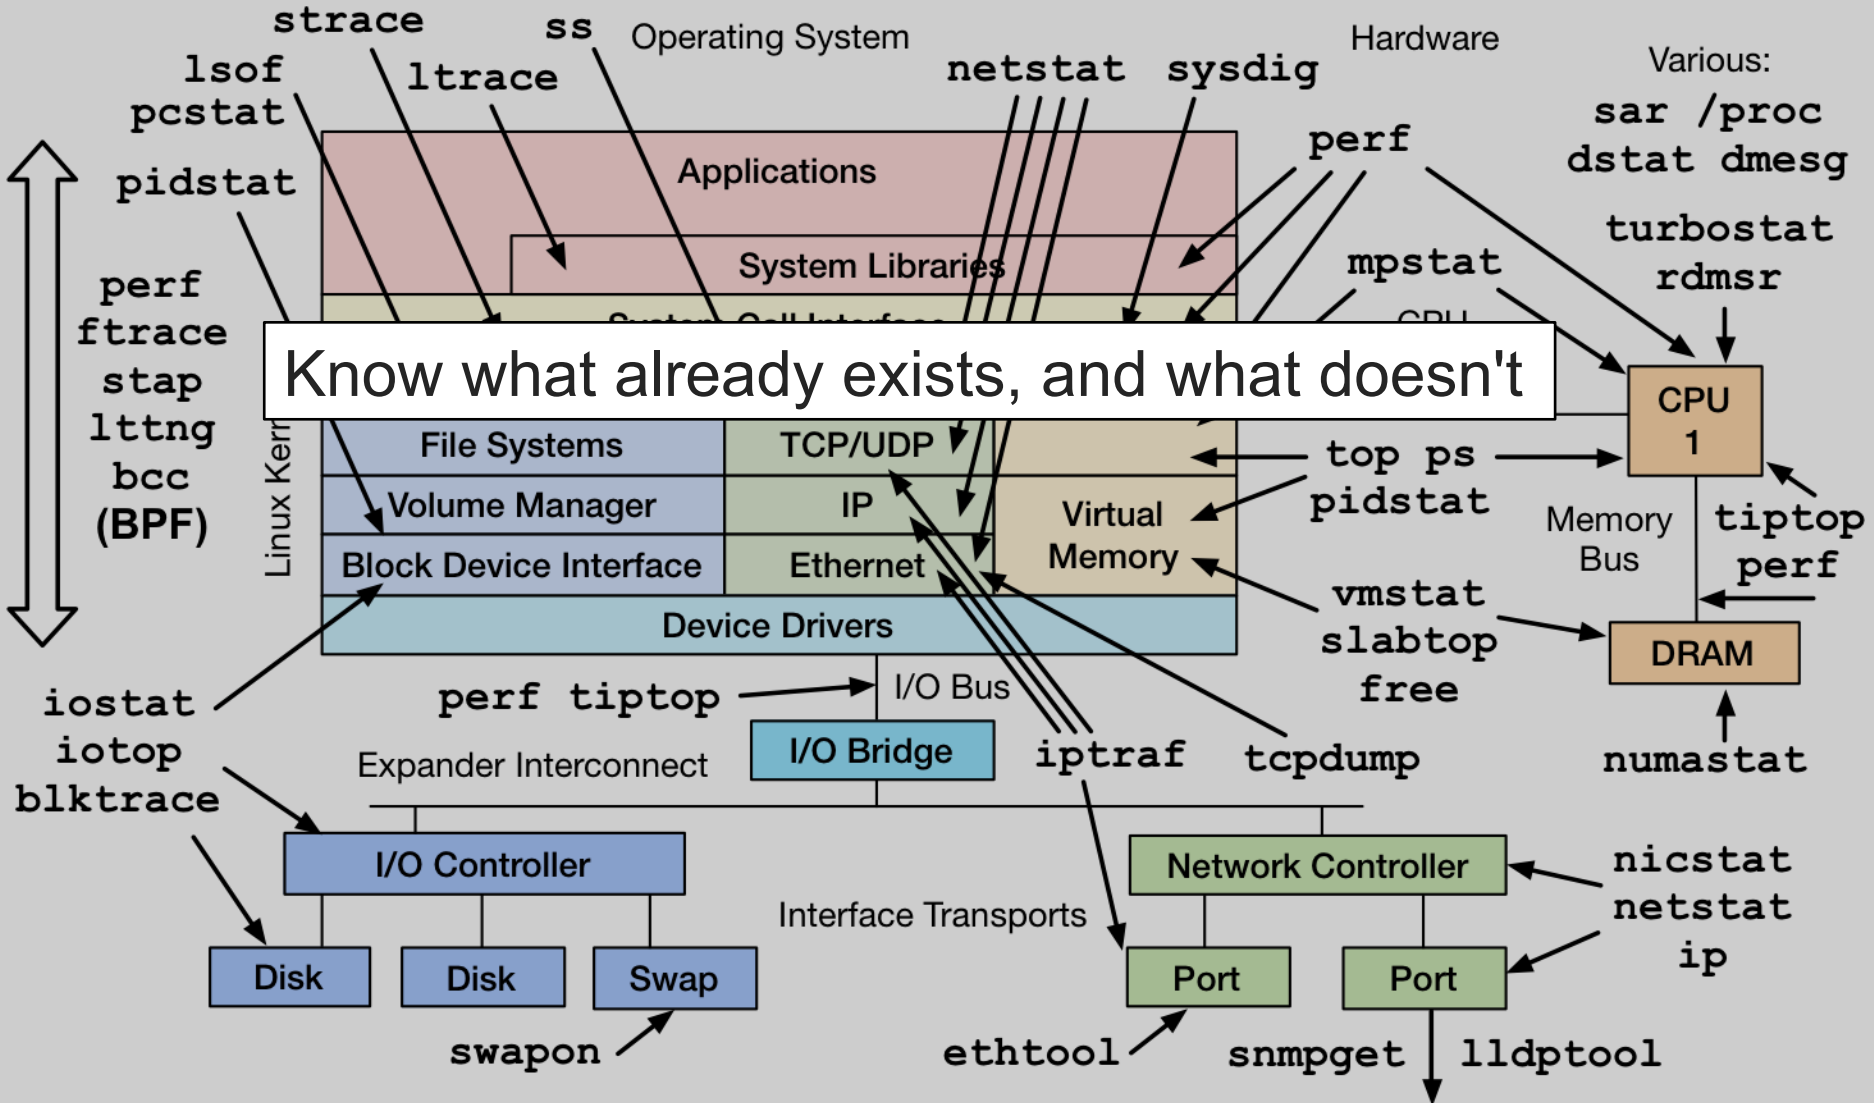 strace
ss
Operating System
Hardware
Various:
lsof
pcstat
ltrace
netstat
sysdig
sar /proc
dstat dmesg
perf
pidstat
Applications
turbostat
rdmsr
System Libraries
mpstat
perf
ftrace
stap
lttng
bcc
(BPF)
System Call Interface
CPU
Know what already exists, and what doesn't
CPU
1
Linux Kern
File Systems
TCP/UDP
top ps
pidstat
Volume Manager
IP
Virtual
Memory
Memory
Bus
tiptop
perf
Block Device Interface
Ethernet
vmstat
slabtop
free
Device Drivers
DRAM
iostat
iotop
blktrace
perf tiptop
I/O Bus
I/O Bridge
iptraf
tcpdump
numastat
Expander Interconnect
I/O Controller
Network Controller
nicstat
netstat
ip
Interface Transports
Disk
Disk
Swap
Port
Port
swapon
ethtool
snmpget
lldptool